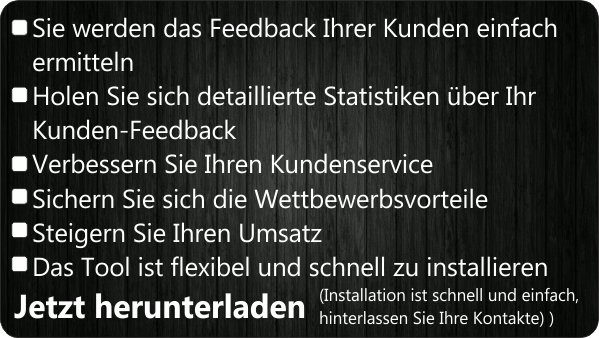 Sie werden das Feedback Ihrer Kunden einfach
ermitteln
Holen Sie sich detaillierte Statistiken über Ihr
Kunden-Feedback
Verbessern Sie Ihren Kundenservice
Sichern Sie sich die Wettbewerbsvorteile
Steigern Sie Ihren Umsatz
Das Tool ist flexibel und schnell zu installieren
Jetzt herunterladen
(Installation ist schnell und einfach,
hinterlassen Sie Ihre Kontakte) )